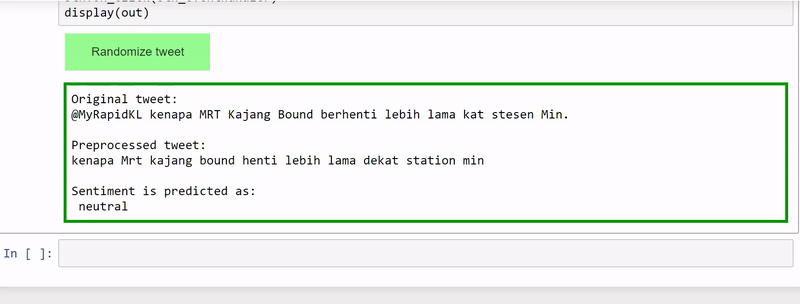 display(out)
Randomize tweet
Original tweet:
@MyRapidKL kenapa MRT Kajang Bound berhenti lebih lama kat stesen Min.
Preprocessed tweet:
kenapa Mrt kajang bound henti lebih lama dekat station min
Sentiment is predicted as:
neutral
In [ ]: